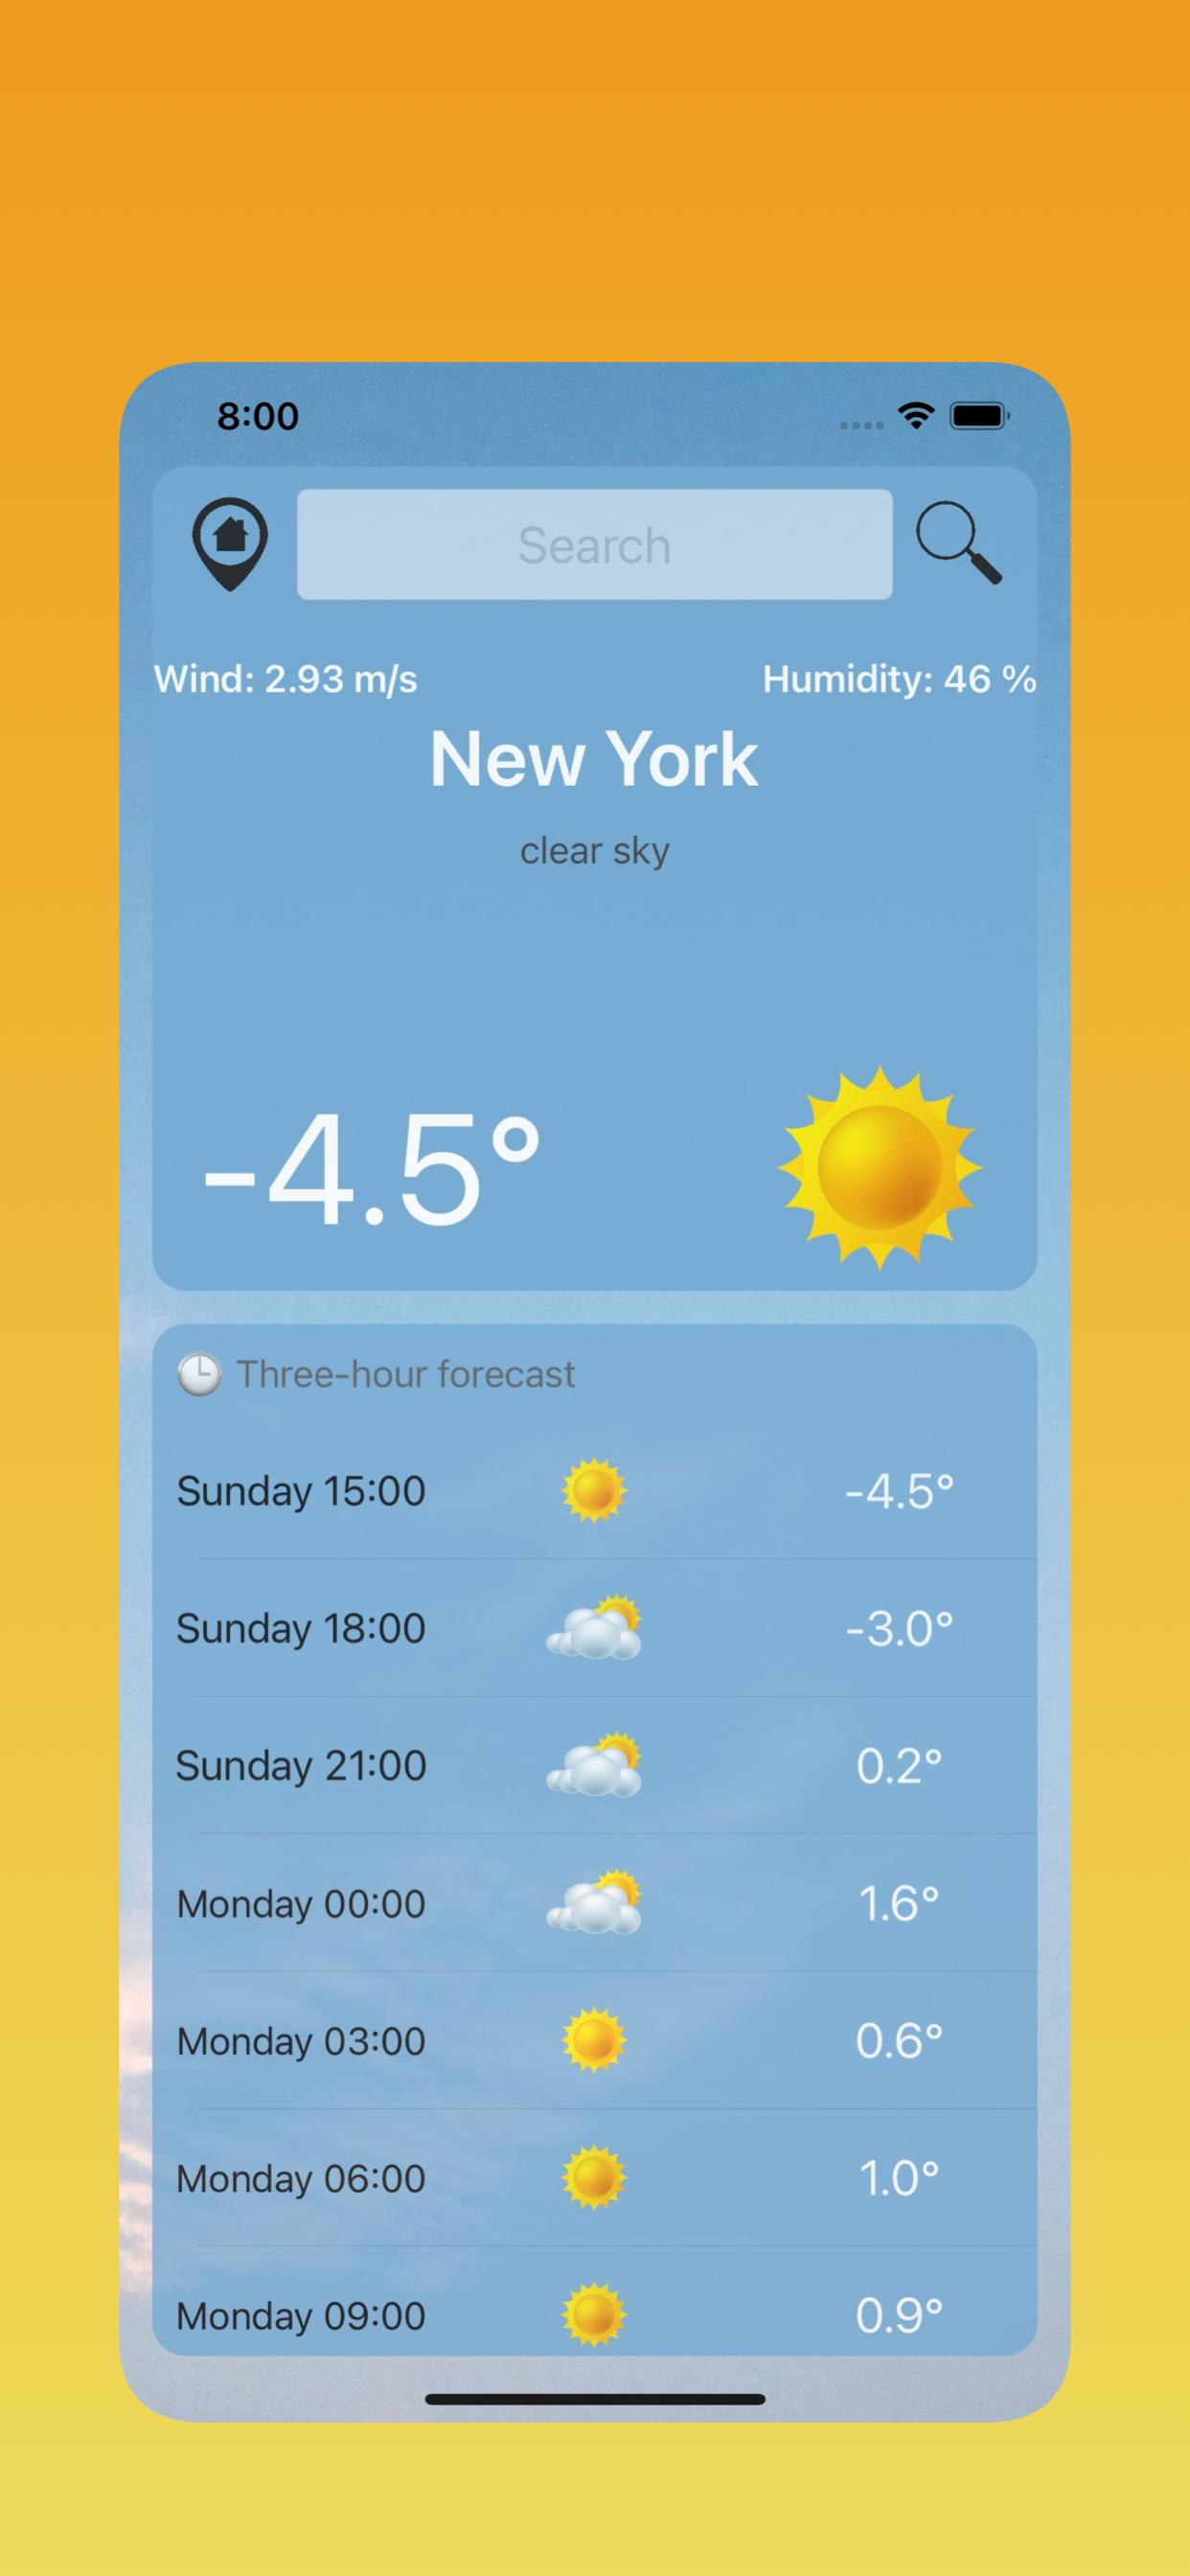 8:00
Search
Wind: 2.93 m/s Humidity: 46 %
New York
clear sky
-4.5°
Three-hour forecast
Sunday 15:00 -4.5°
Sunday 18:00 -3.0°
Sunday 21:00 0.2°
Monday 00:00 1.6°
Monday 03:00 0.6°
Monday 06:00 1.0°
Monday 09:00 0.9°